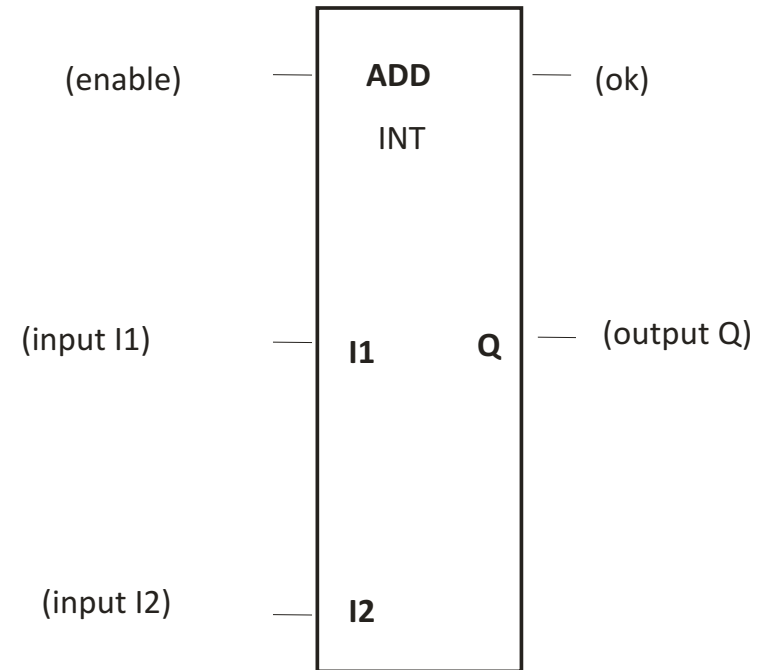 (enable) ADD (ok)
INT
(input I1) I1 Q (output Q)
(input I2) I2